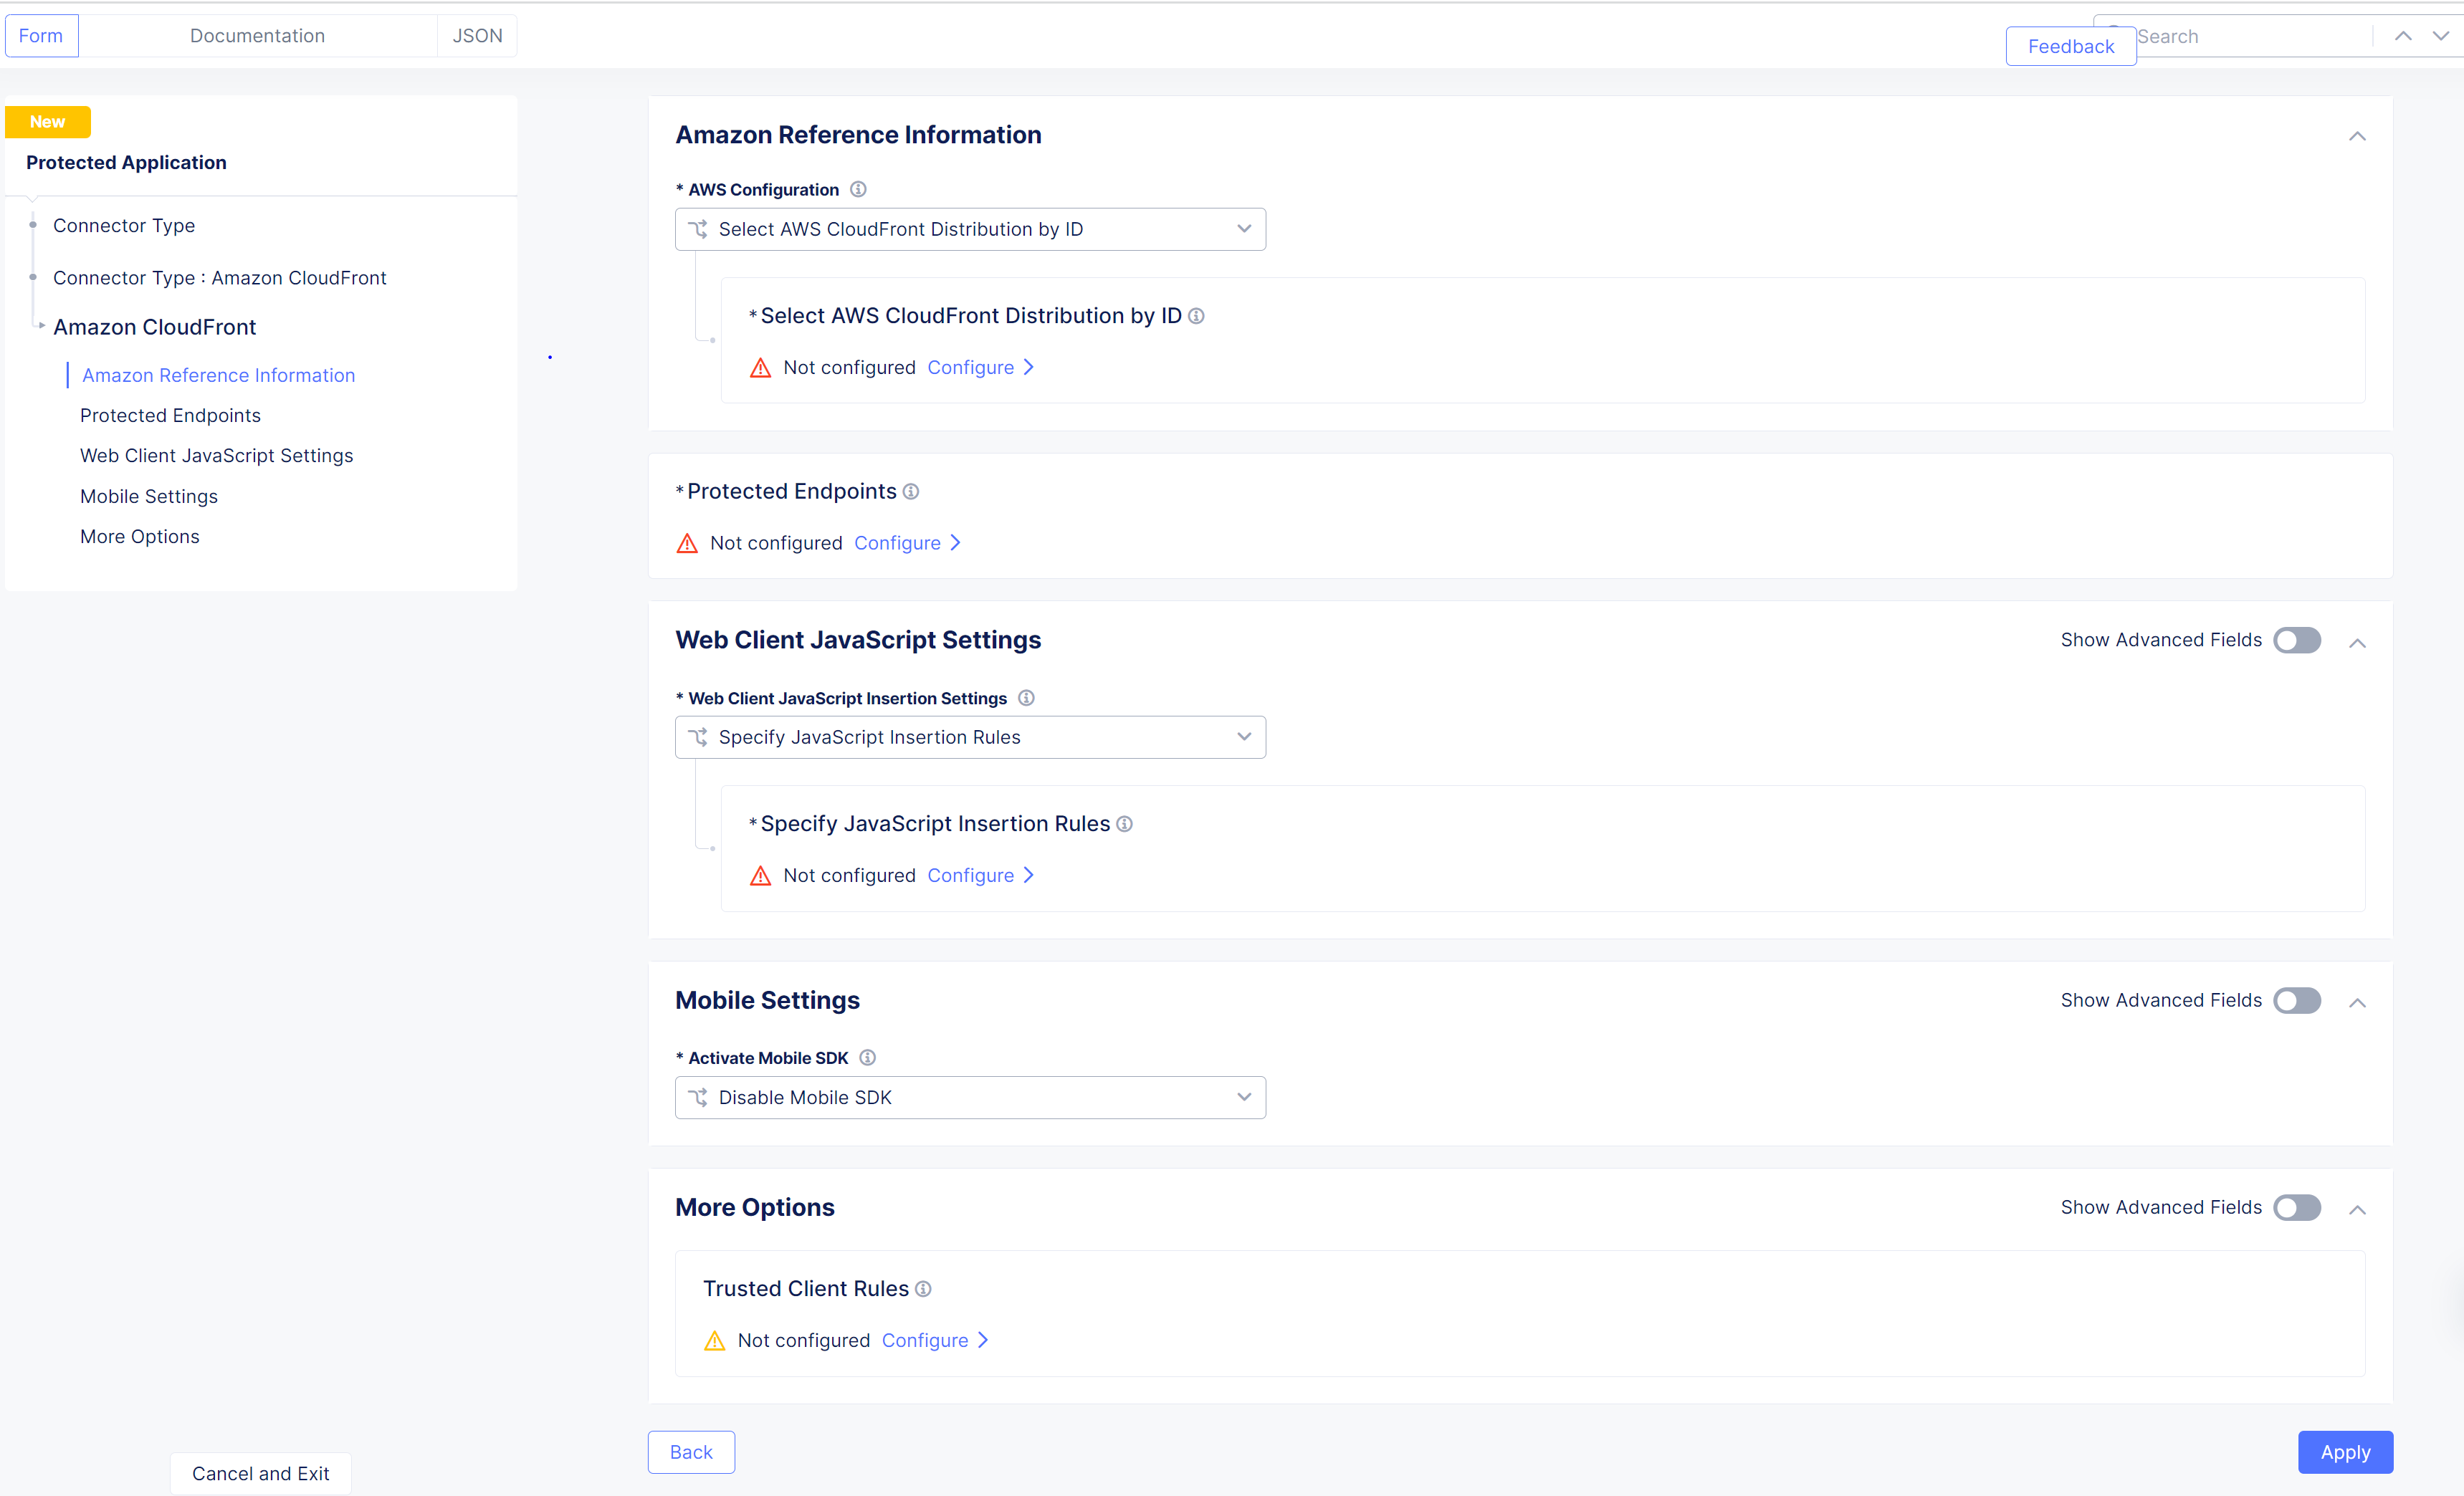 Form
Documentation
JSON
Feedback
Search
New
Protected Application
Connector Type
Connector Type : Amazon CloudFront
Amazon CloudFront
Amazon Reference Information
Protected Endpoints
Web Client JavaScript Settings
Mobile Settings
More Options
Cancel and Exit
Amazon Reference Information
* AWS Configuration
Select AWS CloudFront Distribution by ID
* Select AWS CloudFront Distribution by ID
Not configured Configure
* Protected Endpoints
Not configured Configure
Web Client JavaScript Settings
Show Advanced Fields
* Web Client JavaScript Insertion Settings
Specify JavaScript Insertion Rules
* Specify JavaScript Insertion Rules
Not configured Configure
Mobile Settings
Show Advanced Fields
* Activate Mobile SDK
Disable Mobile SDK
More Options
Show Advanced Fields
Trusted Client Rules
Not configured Configure
Back
Apply